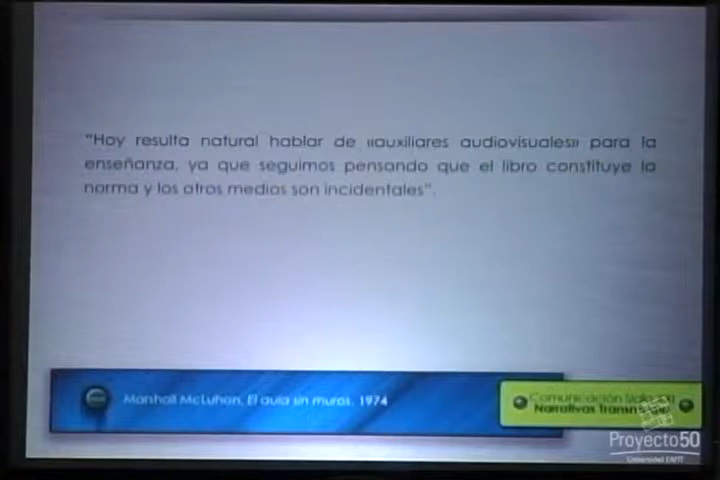 “Hoy resulta natural hablar de «auxiliares audiovisuales» para la
enseñanza, ya que seguimos pensando que el libro constituye la
norma y los otros medios son incidentales”.
Marshall McLuhan, El aula sin muros, 1974
Comunicación
Narrativas
Proyecto50
Universidad EAFIT